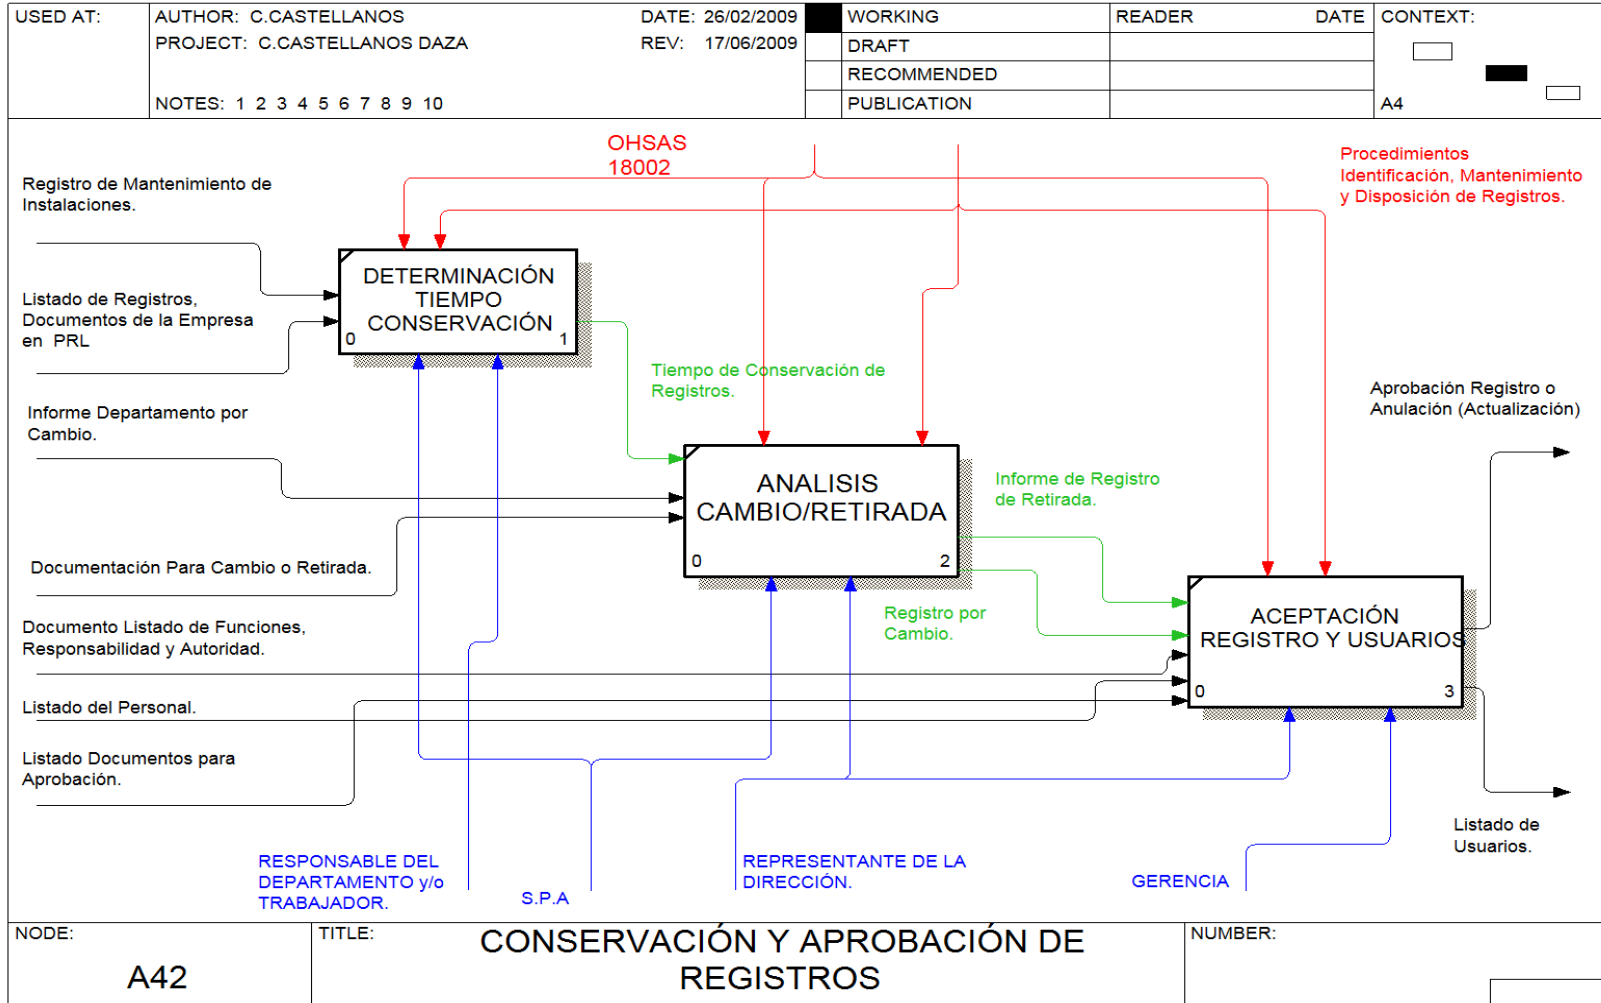 USED AT:
AUTHOR: C.CASTELLANOS
DATE: 26/02/2009
PROJECT: C.CASTELLANOS DAZA
REV: 17/06/2009
NOTES: 1 2 3 4 5 6 7 8 9 10
WORKING
DRAFT
RECOMMENDED
PUBLICATION
READER
DATE
CONTEXT:
A4
OHSAS
18002
Procedimientos
Identificación, Mantenimiento
y Disposición de Registros.
Registro de Mantenimiento de
Instalaciones.
Listado de Registros,
Documentos de la Empresa
en PRL
DETERMINACIÓN
TIEMPO
CONSERVACIÓN
0
1
Tiempo de Conservación de
Registros.
Informe Departamento por
Cambio.
Aprobación Registro o
Anulación (Actualización)
ANALISIS
CAMBIO/RETIRADA
0
2
Informe de Registro
de Retirada.
Documentación Para Cambio o Retirada.
Registro por
Cambio.
ACEPTACIÓN
REGISTRO Y USUARIOS
0
3
Documento Listado de Funciones,
Responsabilidad y Autoridad.
Listado del Personal.
Listado Documentos para
Aprobación.
Listado de
Usuarios.
RESPONSABLE DEL
DEPARTAMENTO y/o
TRABAJADOR.
S.P.A
REPRESENTANTE DE LA
DIRECCIÓN.
GERENCIA
NODE:
A42
TITLE:
CONSERVACIÓN Y APROBACIÓN DE
REGISTROS
NUMBER: